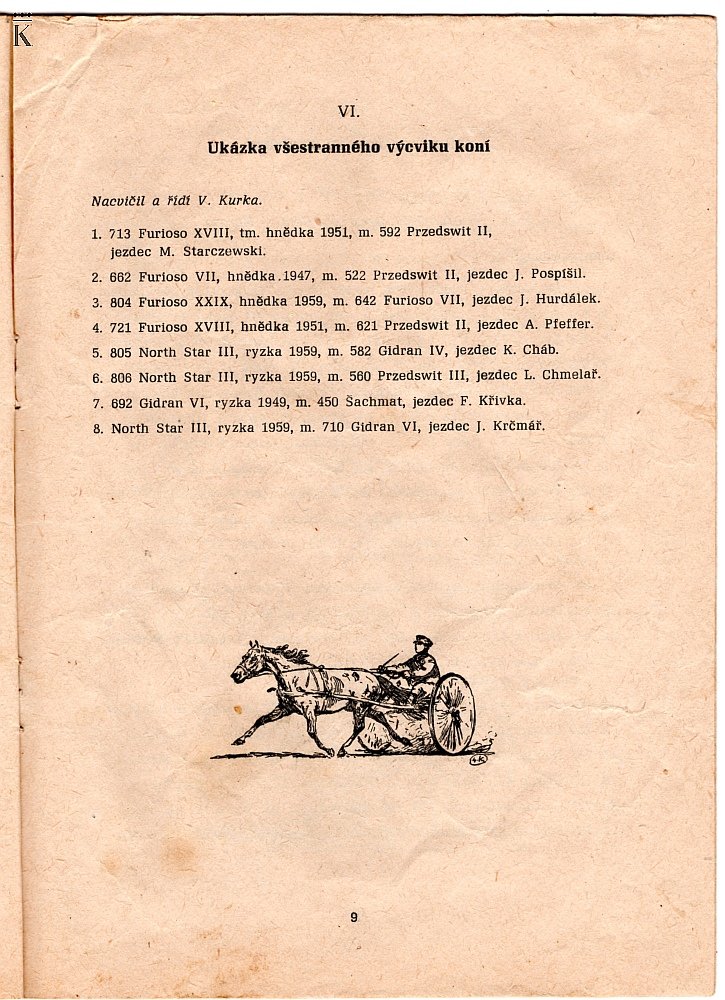 K
VI.
Ukázka všestranného výcviku koní
Nacvičil a řídí V. Kurka.
1. 713 Furioso XVIII, tm. hnědka 1951, m. 592 Przedswit II,
jezdec M. Starczewski.
2. 662 Furioso VII, hnědka 1947, m. 522 Przedswit II, jezdec J. Pospíšil.
3. 804 Furioso XXIX, hnědka 1959, m. 642 Furioso VII, jezdec J. Hurdálek.
4. 721 Furioso XVIII, hnědka 1951, m. 621 Przedswit II, jezdec A. Pfeffer.
5. 805 North Star III, ryzka 1959, m. 582 Gidran IV, jezdec K. Cháb.
6. 806 North Star III, ryzka 1959, m. 560 Przedswit III, jezdec L. Chmelař.
7. 692 Gidran VI, ryzka 1949, m. 450 Šachmat, jezdec F. Křivka.
8. North Star III, ryzka 1959, m. 710 Gidran VI, jezdec J. Krčmář.
9